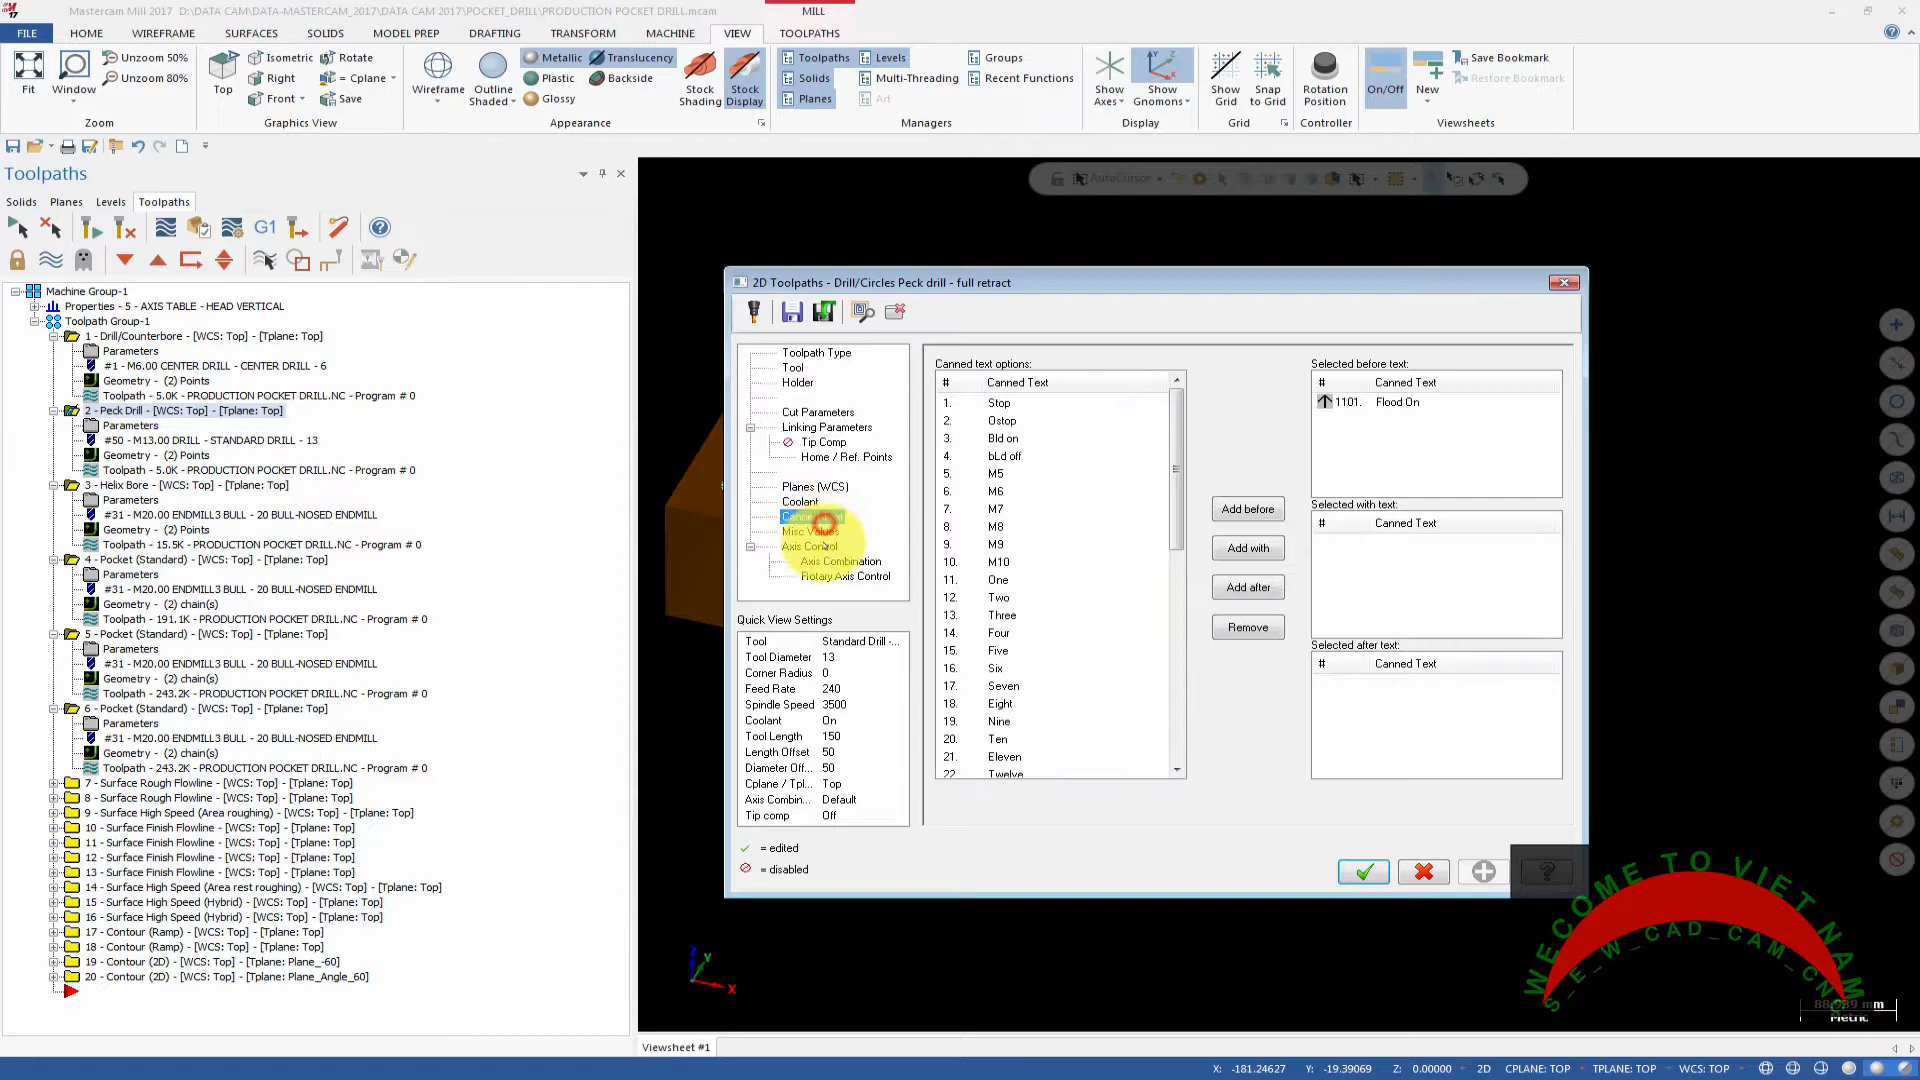 Mastercam Mill 2017 D:\DATA CAM\DATA-MASTERCAM_2017\DATA CAM 2017\POCKET_DRILL\PRODUCTION POCKET DRILL.mcam
MILL
FILE HOME WIREFRAME SURFACES SOLIDS MODEL PREP DRAFTING TRANSFORM MACHINE VIEW TOOLPATHS
Fit
Window
Unzoom 50%
Unzoom 80%
Zoom
Top
Isometric
Right
Front
Rotate
= Cplane
Save
Graphics View
Wireframe
Outline Shaded
Metallic
Plastic
Glossy
Translucency
Backside
Stock Shading
Stock Display
Appearance
Toolpaths
Solids
Planes
Levels
Multi-Threading
Art
Groups
Recent Functions
Managers
Show Axes
Show Gnomons
Display
Show Grid
Snap to Grid
Grid
Rotation Position
Controller
On/Off
New
Save Bookmark
Restore Bookmark
Viewsheets
Toolpaths
Solids Planes Levels Toolpaths
G1
AutoCursor
Machine Group-1
Properties - 5 - AXIS TABLE - HEAD VERTICAL
Toolpath Group-1
1 - Drill/Counterbore - [WCS: Top] - [Tplane: Top]
Parameters
#1 - M6.00 CENTER DRILL - CENTER DRILL - 6
Geometry - (2) Points
Toolpath - 5.0K - PRODUCTION POCKET DRILL.NC - Program # 0
2 - Peck Drill - [WCS: Top] - [Tplane: Top]
Parameters
#50 - M13.00 DRILL - STANDARD DRILL - 13
Geometry - (2) Points
Toolpath - 5.0K - PRODUCTION POCKET DRILL.NC - Program # 0
3 - Helix Bore - [WCS: Top] - [Tplane: Top]
Parameters
#31 - M20.00 ENDMILL3 BULL - 20 BULL-NOSED ENDMILL
Geometry - (2) Points
Toolpath - 15.5K - PRODUCTION POCKET DRILL.NC - Program # 0
4 - Pocket (Standard) - [WCS: Top] - [Tplane: Top]
Parameters
#31 - M20.00 ENDMILL3 BULL - 20 BULL-NOSED ENDMILL
Geometry - (2) chain(s)
Toolpath - 191.1K - PRODUCTION POCKET DRILL.NC - Program # 0
5 - Pocket (Standard) - [WCS: Top] - [Tplane: Top]
Parameters
#31 - M20.00 ENDMILL3 BULL - 20 BULL-NOSED ENDMILL
Geometry - (2) chain(s)
Toolpath - 243.2K - PRODUCTION POCKET DRILL.NC - Program # 0
6 - Pocket (Standard) - [WCS: Top] - [Tplane: Top]
Parameters
#31 - M20.00 ENDMILL3 BULL - 20 BULL-NOSED ENDMILL
Geometry - (2) chain(s)
Toolpath - 243.2K - PRODUCTION POCKET DRILL.NC - Program # 0
7 - Surface Rough Flowline - [WCS: Top] - [Tplane: Top]
8 - Surface Rough Flowline - [WCS: Top] - [Tplane: Top]
9 - Surface High Speed (Area roughing) - [WCS: Top] - [Tplane: Top]
10 - Surface Finish Flowline - [WCS: Top] - [Tplane: Top]
11 - Surface Finish Flowline - [WCS: Top] - [Tplane: Top]
12 - Surface Finish Flowline - [WCS: Top] - [Tplane: Top]
13 - Surface Finish Flowline - [WCS: Top] - [Tplane: Top]
14 - Surface High Speed (Area rest roughing) - [WCS: Top] - [Tplane: Top]
15 - Surface High Speed (Hybrid) - [WCS: Top] - [Tplane: Top]
16 - Surface High Speed (Hybrid) - [WCS: Top] - [Tplane: Top]
17 - Contour (Ramp) - [WCS: Top] - [Tplane: Top]
18 - Contour (Ramp) - [WCS: Top] - [Tplane: Top]
19 - Contour (2D) - [WCS: Top] - [Tplane: Plane_-60]
20 - Contour (2D) - [WCS: Top] - [Tplane: Plane_Angle_60]
2D Toolpaths - Drill/Circles Peck drill - full retract
Toolpath Type
Tool
Holder
Cut Parameters
Linking Parameters
Tip Comp
Home / Ref. Points
Planes (WCS)
Coolant
Misc Values
Axis Control
Axis Combination
Rotary Axis Control
Quick View Settings
Tool Standard Drill -...
Tool Diameter 13
Corner Radius 0
Feed Rate 240
Spindle Speed 3500
Coolant On
Tool Length 150
Length Offset 50
Diameter Off... 50
Cplane / Tpl... Top
Axis Combin... Default
Tip comp Off
= edited
= disabled
Canned text options:
# Canned Text
1. Stop
2. Ostop
3. Bld on
4. bLd off
5. M5
6. M6
7. M7
8. M8
9. M9
10. M10
11. One
12. Two
13. Three
14. Four
15. Five
16. Six
17. Seven
18. Eight
19. Nine
20. Ten
21. Eleven
22. Twelve
Add before
Add with
Add after
Remove
Selected before text:
# Canned Text
1101. Flood On
Selected with text:
# Canned Text
Selected after text:
# Canned Text
?
Z
Y
X
88.989 mm
Metric
Viewsheet #1
X: -181.24627 Y: -19.39069 Z: 0.00000 2D CPLANE: TOP TPLANE: TOP WCS: TOP